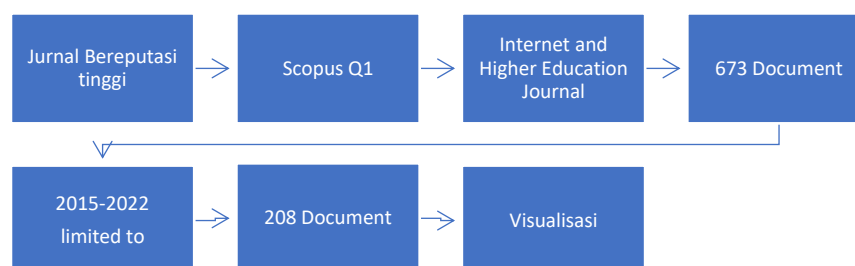 Jurnal Bereputasi
tinggi
Scopus Q1
Internet and
Higher Education
Journal
673 Document
2015-2022
limited to
208 Document
Visualisasi